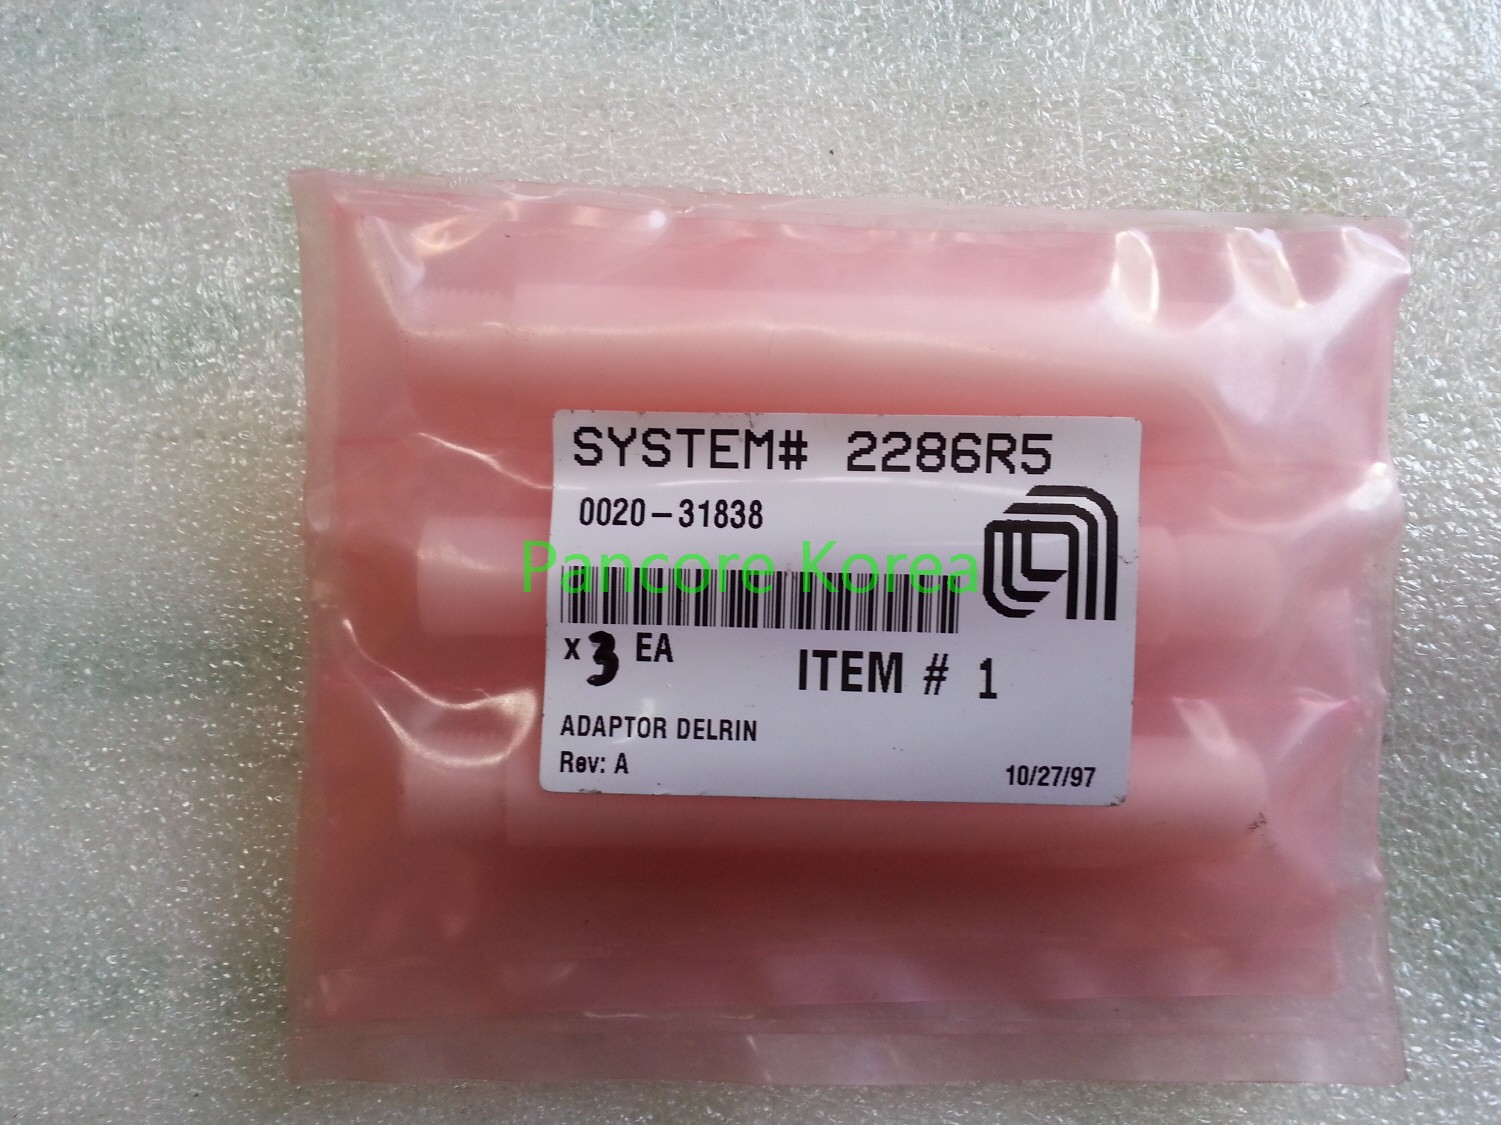 SYSTEM# 2286R5
0020-31838
Pancore Korea
x 3 EA
ITEM # 1
ADAPTOR DELRIN
Rev: A
10/27/97